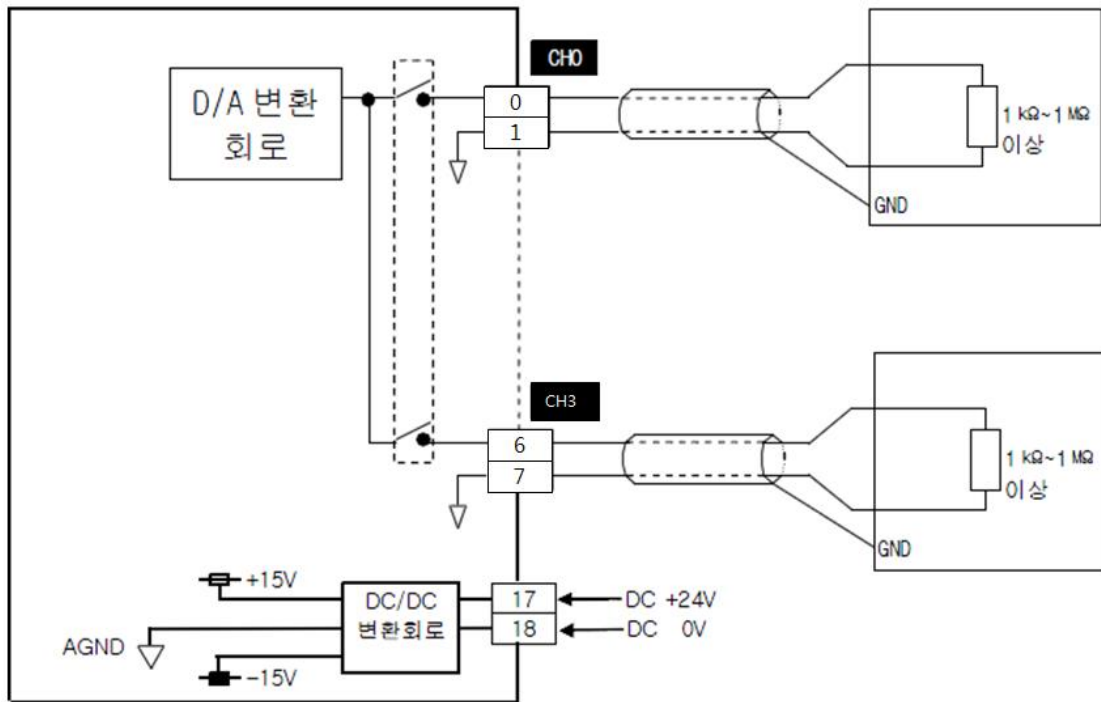 CH0
D/A 변환
회로
0
1
1 kΩ~1 MΩ
이상
GND
CH3
6
7
1 kΩ~1 MΩ
이상
GND
+15V
DC/DC
변환회로
17
DC +24V
18
DC 0V
AGND
-15V